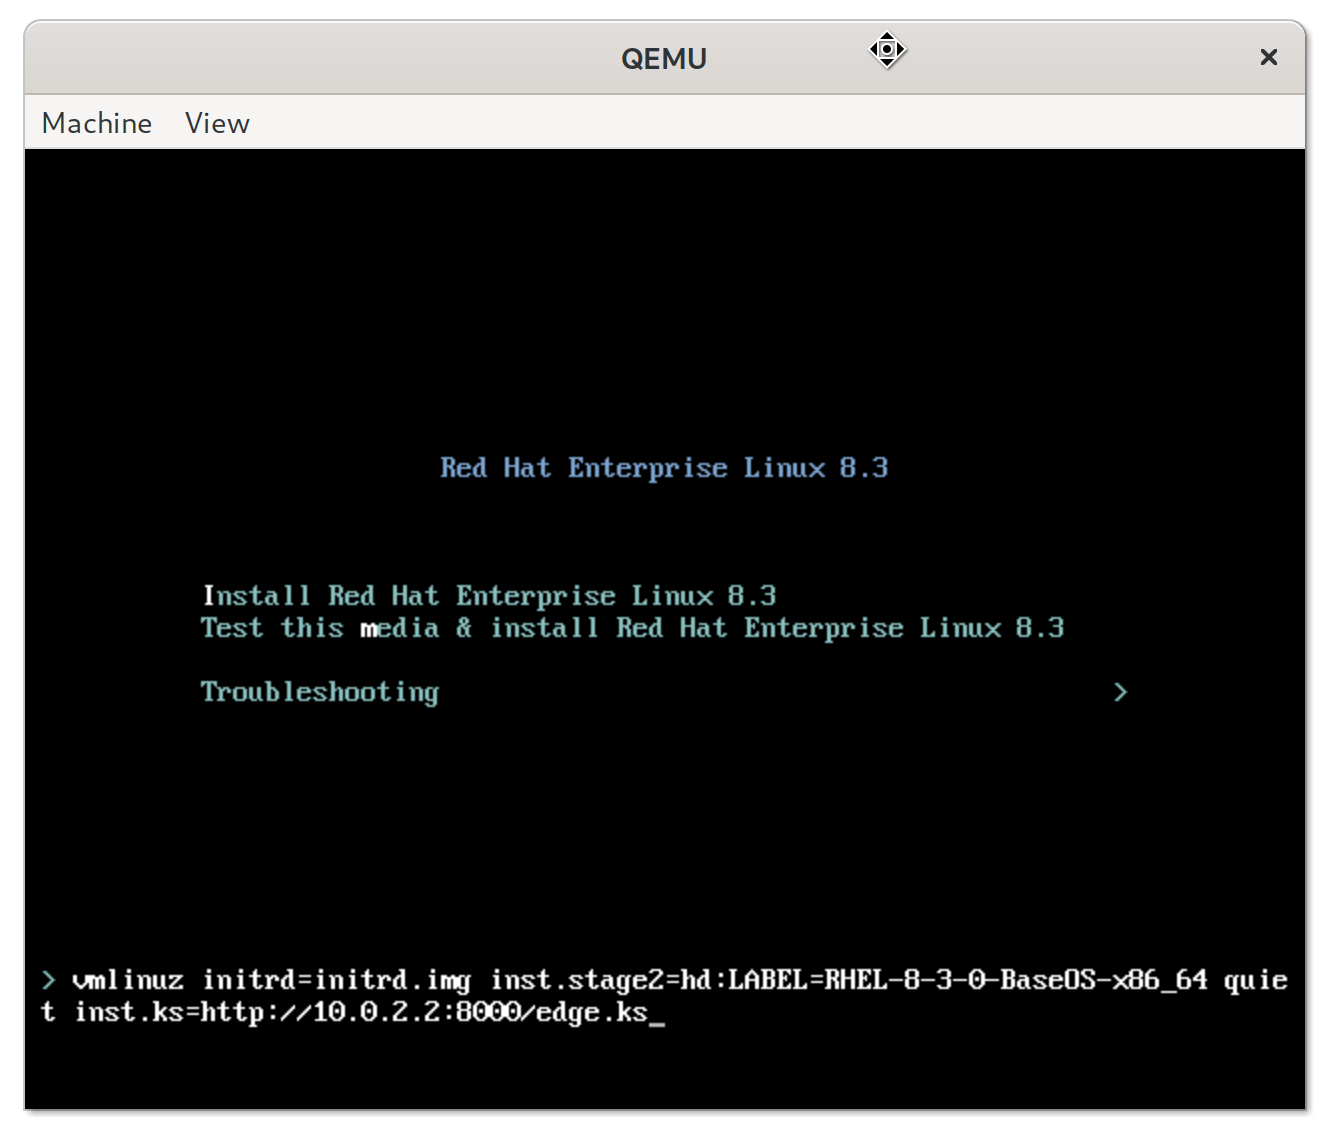 QEMU
Machine View
Red Hat Enterprise Linux 8.3
Install Red Hat Enterprise Linux 8.3
Test this media & install Red Hat Enterprise Linux 8.3
Troubleshooting >
> vmlinuz initrd=initrd.img inst.stage2=hd:LABEL=RHEL-8-3-0-BaseOS-x86_64 quie
t inst.ks=http://10.0.2.2:8000/edge.ks_